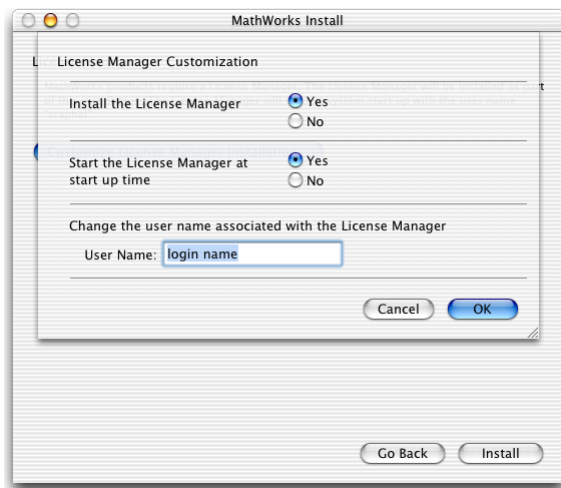 MathWorks Install
License Manager Customization
Install the License Manager
Yes
No
Start the License Manager at
start up time
Yes
No
Change the user name associated with the License Manager
User Name: login name
Cancel
OK
Go Back
Install